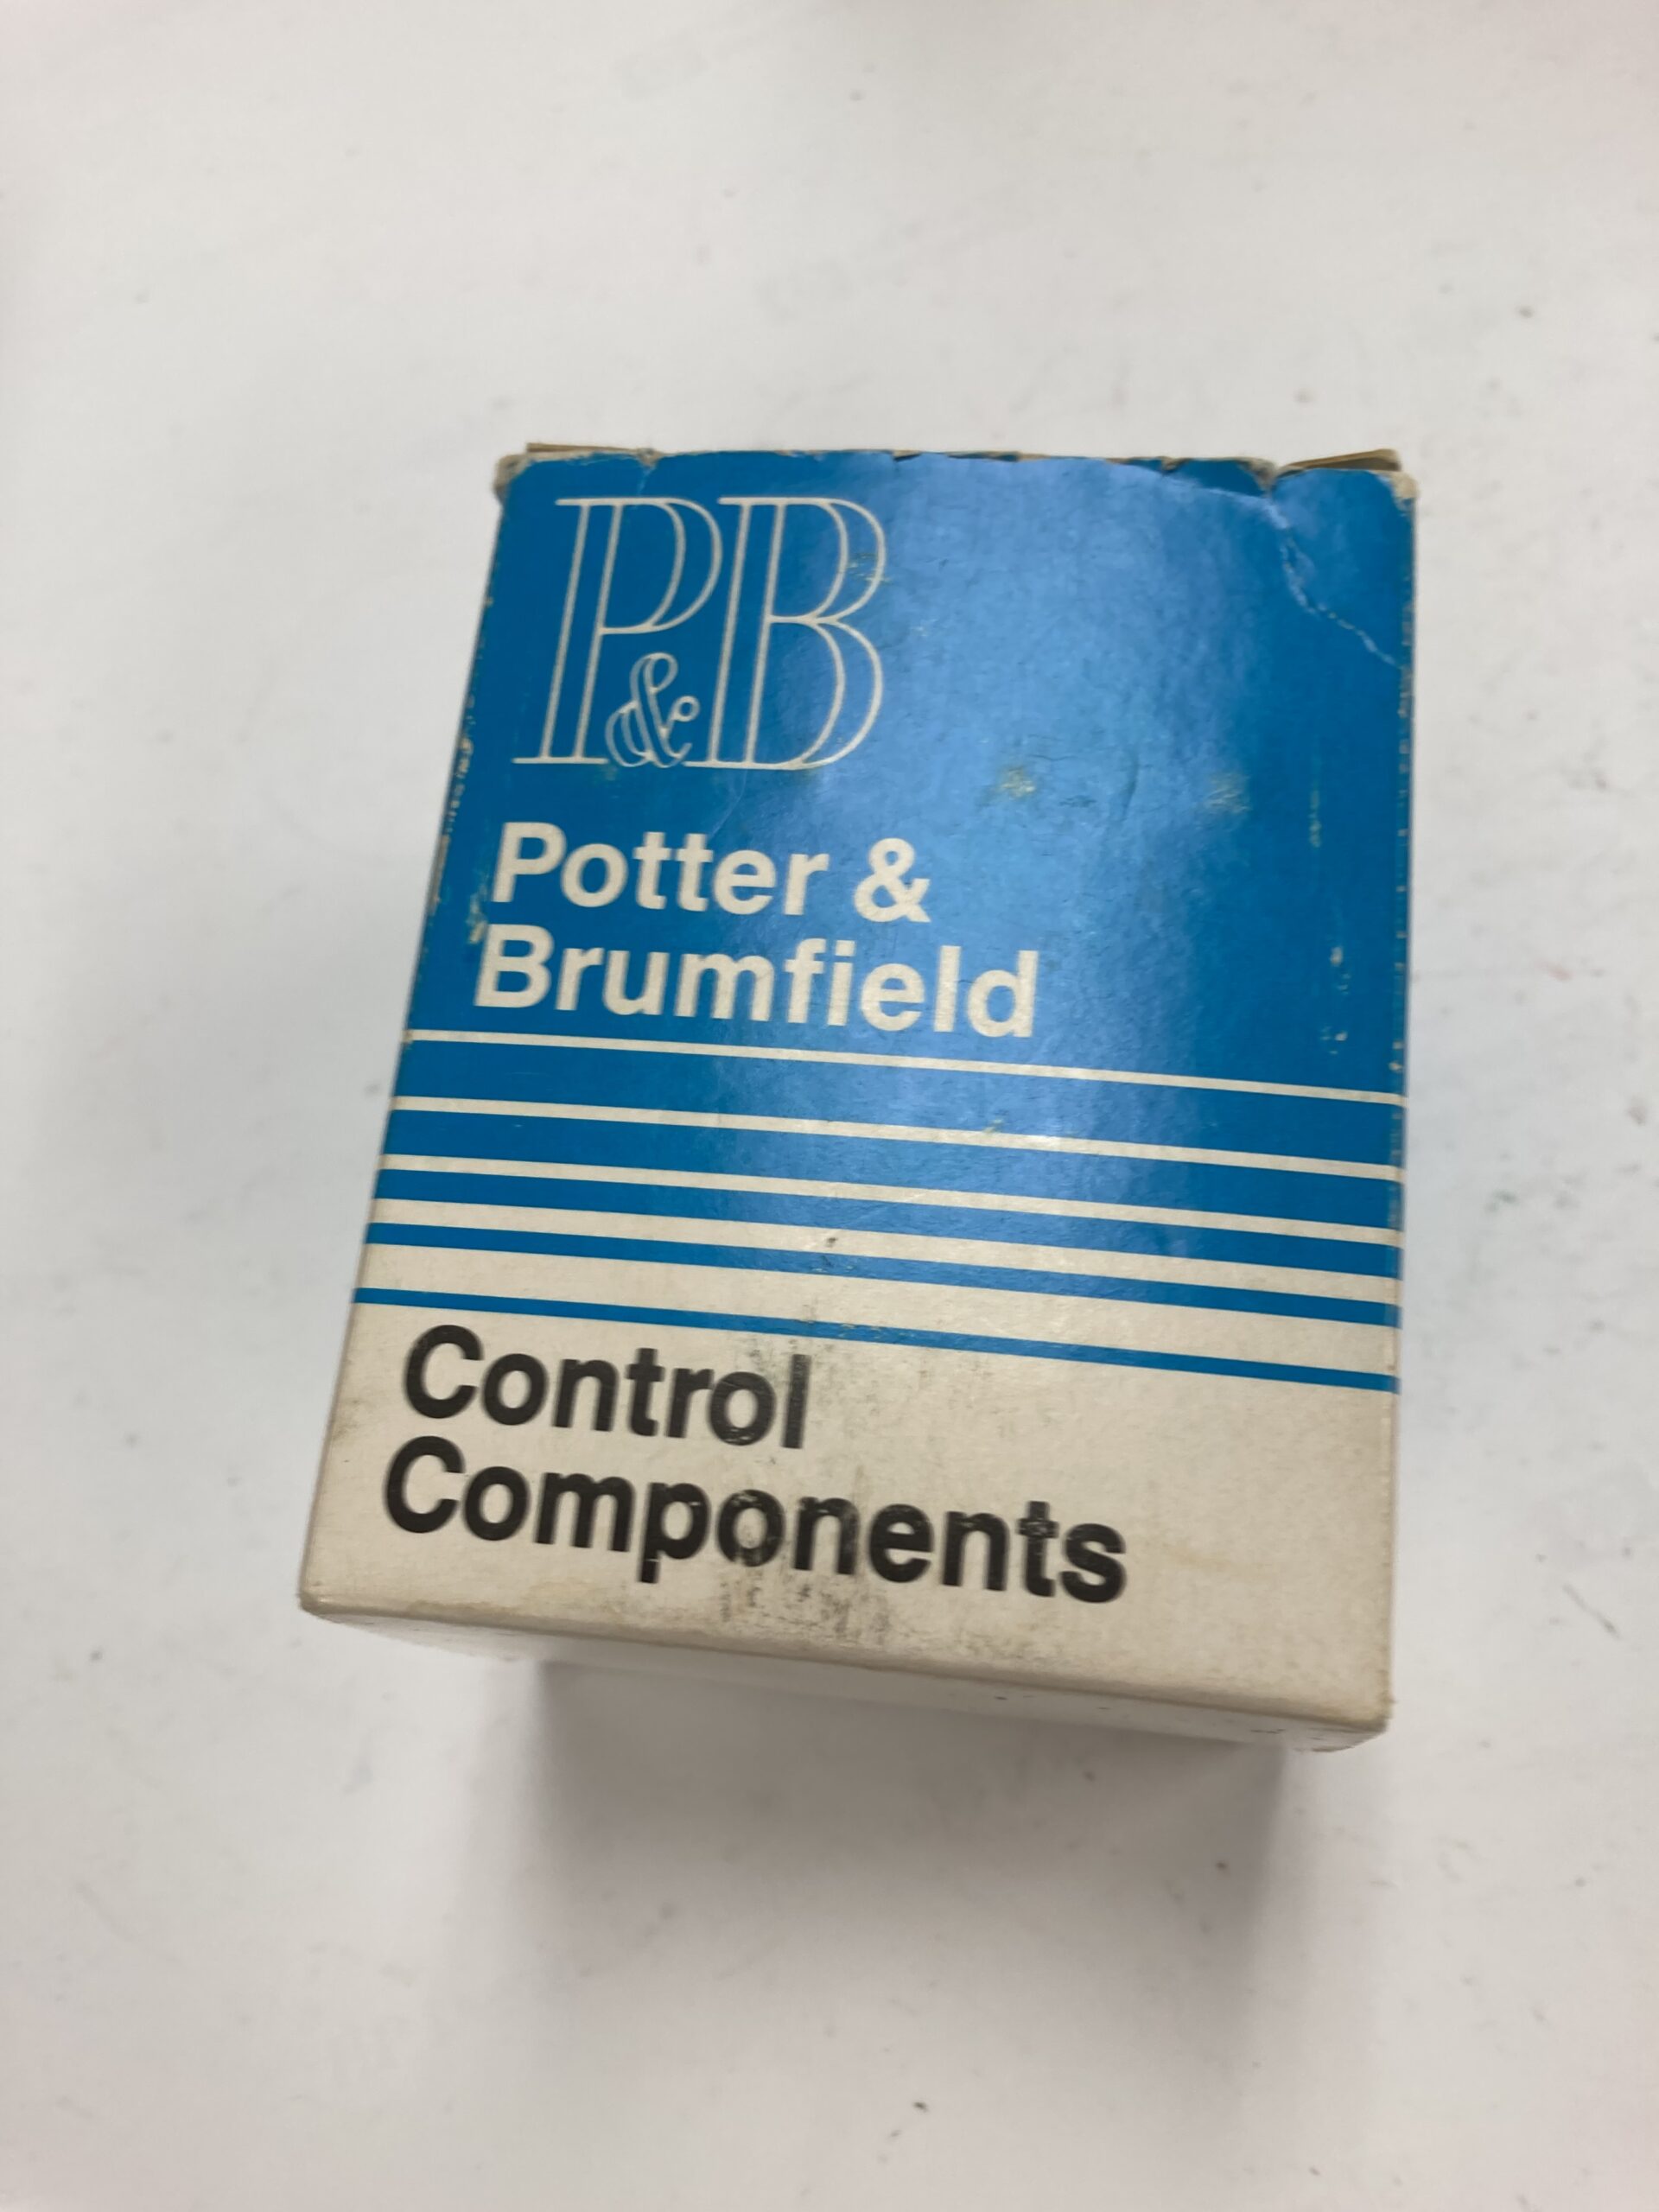 P&B
Potter &
Brumfield
Control
Components